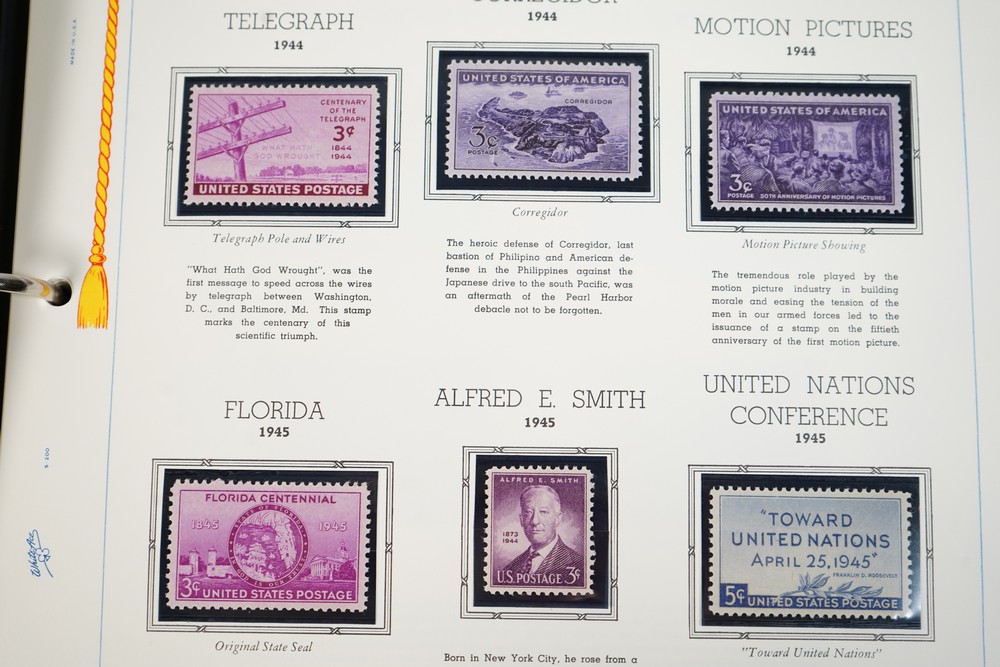 MADE IN U.S.A.
TELEGRAPH
1944
CENTENARY
OF THE
TELEGRAPH
3¢
1844
1944
WHAT HATH
GOD WROUGHT
UNITED STATES POSTAGE
Telegraph Pole and Wires
"What Hath God Wrought", was the
first message to speed across the wires
by telegraph between Washington,
D. C., and Baltimore, Md. This stamp
marks the centenary of this
scientific triumph.
CORREGIDOR
1944
UNITED STATES OF AMERICA
CORREGIDOR
3¢
POSTAGE
Corregidor
The heroic defense of Corregidor, last
bastion of Philipino and American de-
fense in the Philippines against the
Japanese drive to the south Pacific, was
an aftermath of the Pearl Harbor
debacle not to be forgotten.
MOTION PICTURES
1944
UNITED STATES OF AMERICA
3¢
POSTAGE 50TH ANNIVERSARY OF MOTION PICTURES
Motion Picture Showing
The tremendous role played by the
motion picture industry in building
morale and easing the tension of the
men in our armed forces led to the
issuance of a stamp on the fiftieth
anniversary of the first motion picture.
FLORIDA
1945
FLORIDA CENTENNIAL
1845 1945
STATE OF FLORIDA
3¢ UNITED STATES POSTAGE
Original State Seal
ALFRED E. SMITH
1945
ALFRED E. SMITH
1873
1944
U.S. POSTAGE 3¢
Born in New York City, he rose from a
UNITED NATIONS
CONFERENCE
1945
"TOWARD
UNITED NATIONS
APRIL 25, 1945"
FRANKLIN D. ROOSEVELT
5¢ UNITED STATES POSTAGE
"Toward United Nations"
White Ace